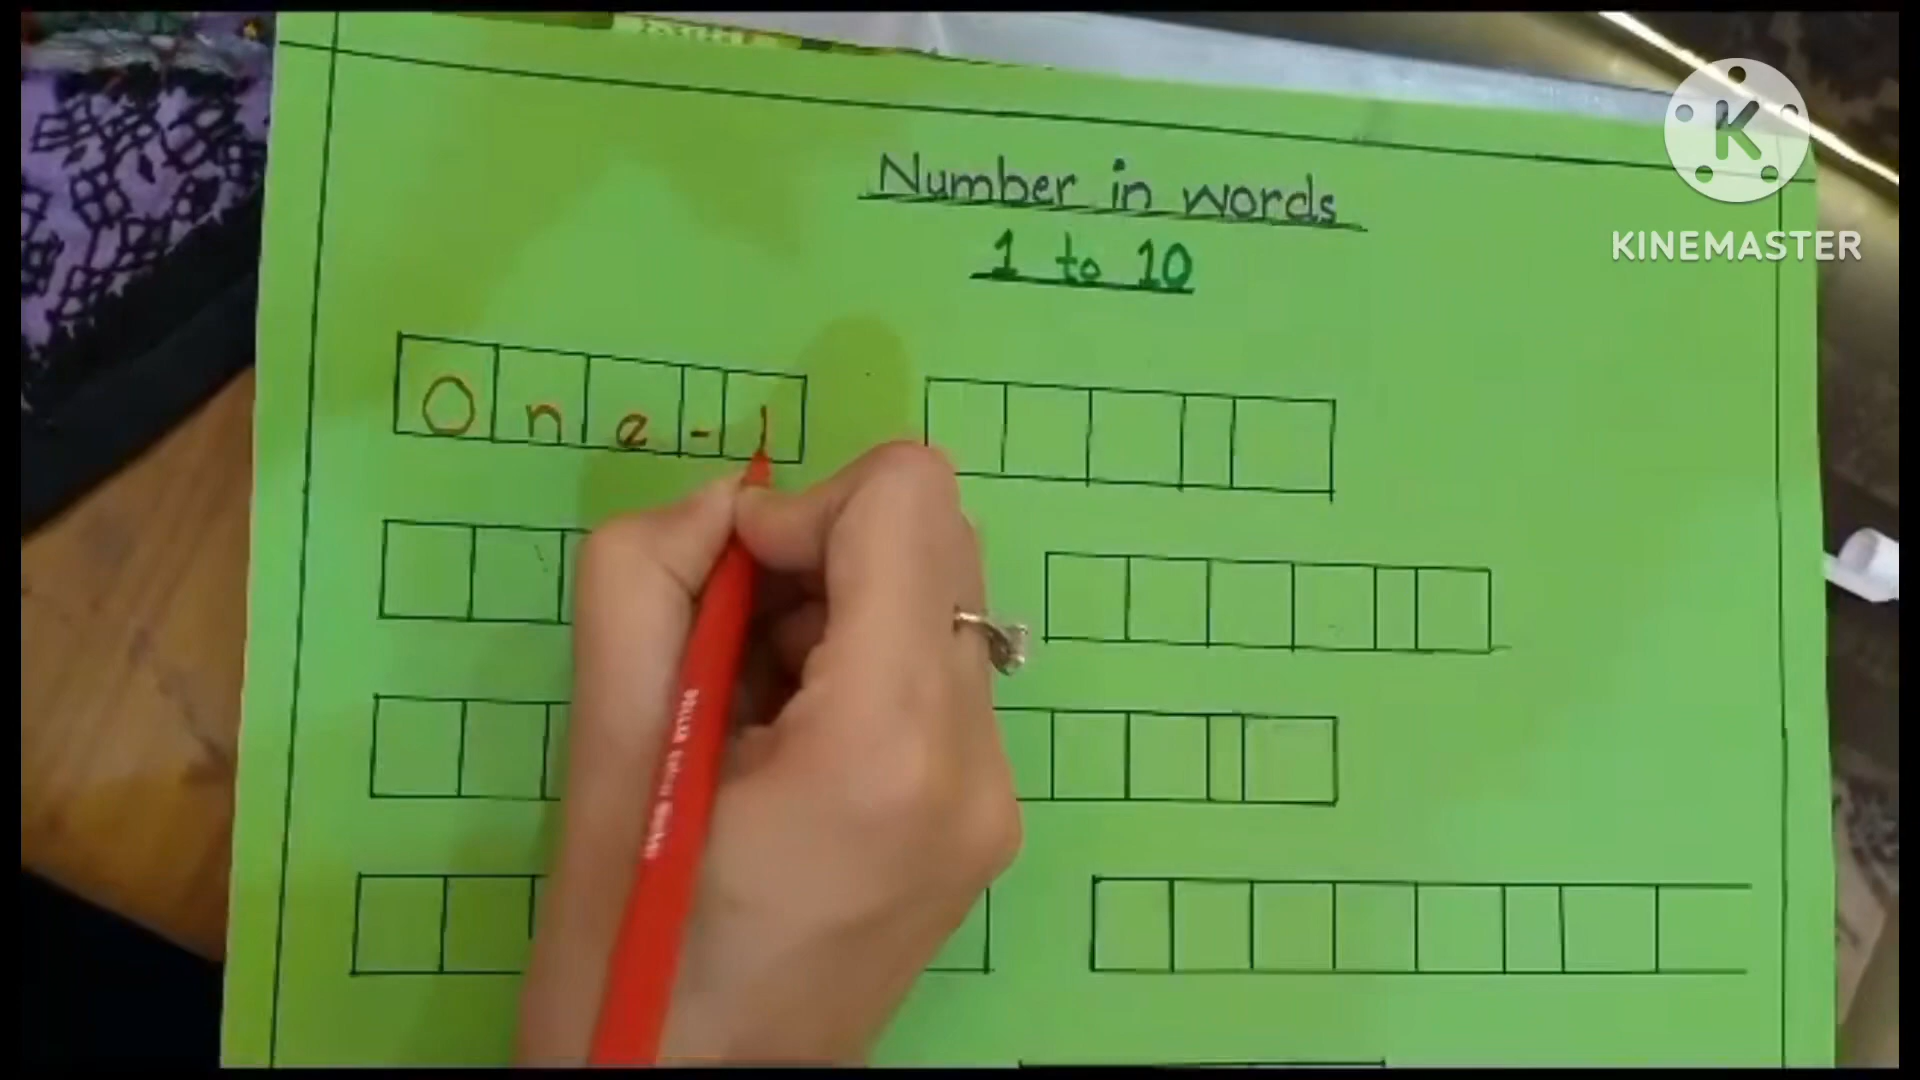 Number in words
1 to 10
One-1
K
KINEMASTER